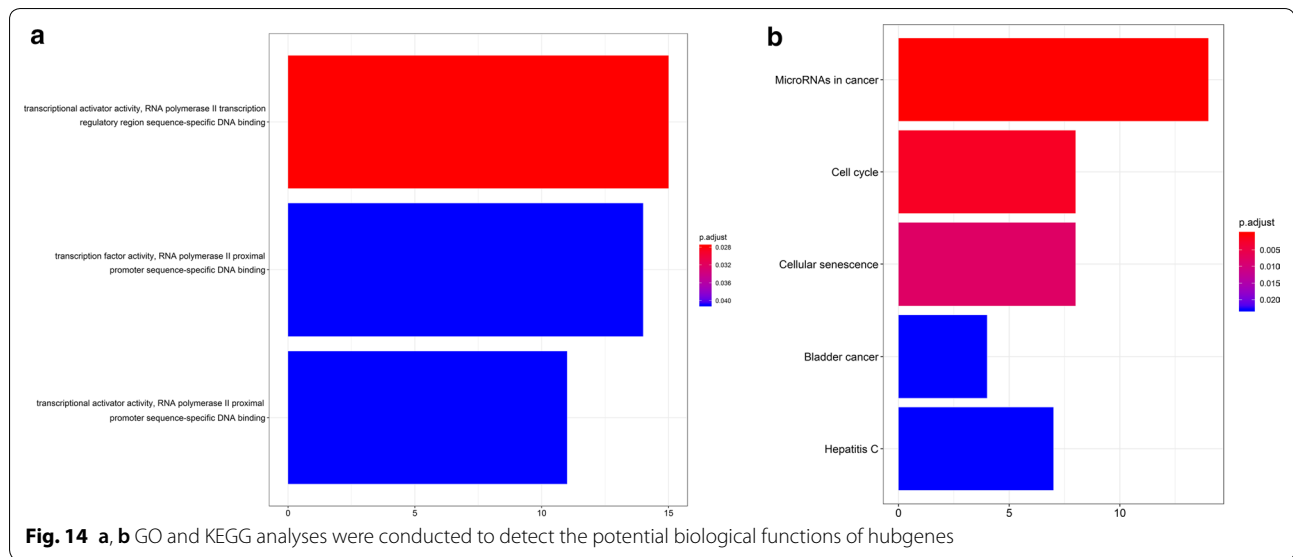 a
transcriptional activator activity, RNA polymerase II transcription
regulatory region sequence-specific DNA binding
transcription factor activity, RNA polymerase II proximal
promoter sequence-specific DNA binding
transcriptional activator activity, RNA polymerase II proximal
promoter sequence-specific DNA binding
0 5 10 15
p.adjust
0.028
0.032
0.036
0.040
b
MicroRNAs in cancer
Cell cycle
Cellular senescence
Bladder cancer
Hepatitis C
0 5 10
p.adjust
0.005
0.010
0.015
0.020
Fig. 14 a, b GO and KEGG analyses were conducted to detect the potential biological functions of hubgenes